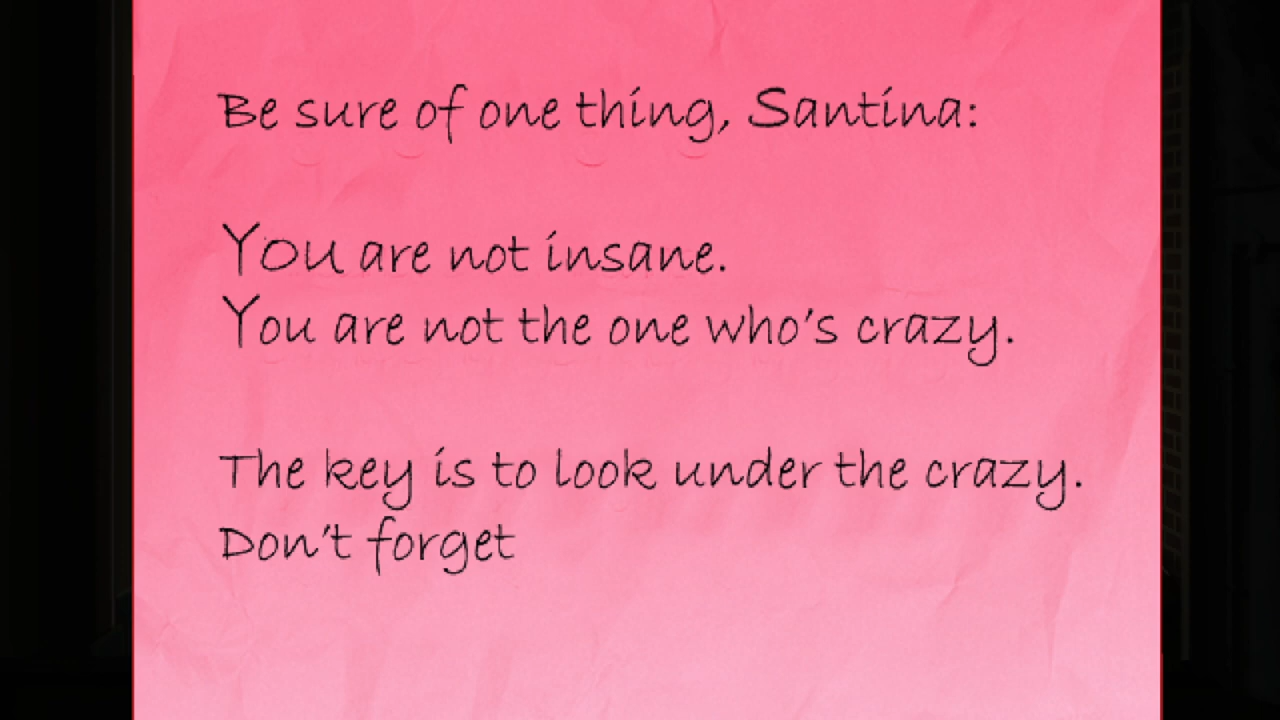 Be sure of one thing, Santina:
YOU are not insane.
You are not the one who's crazy.
The key is to look under the crazy.
Don't forget